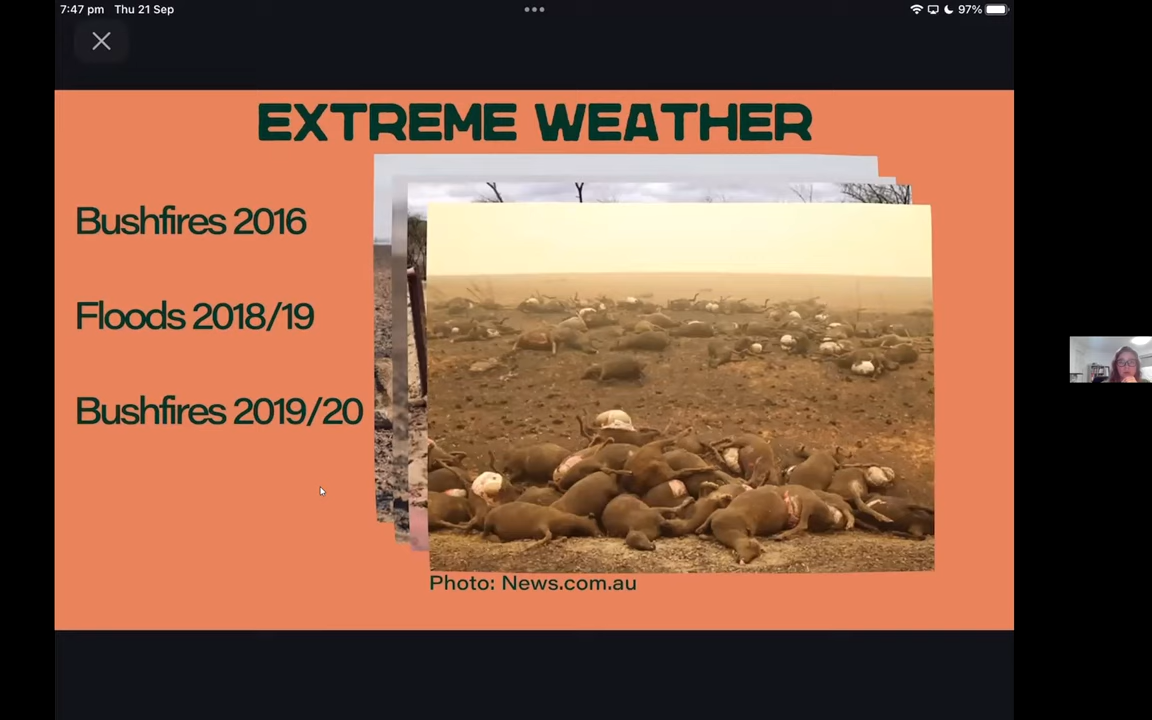 7:47 pm Thu 21 Sep
97%
EXTREME WEATHER
Bushfires 2016
Floods 2018/19
Bushfires 2019/20
Photo: News.com.au